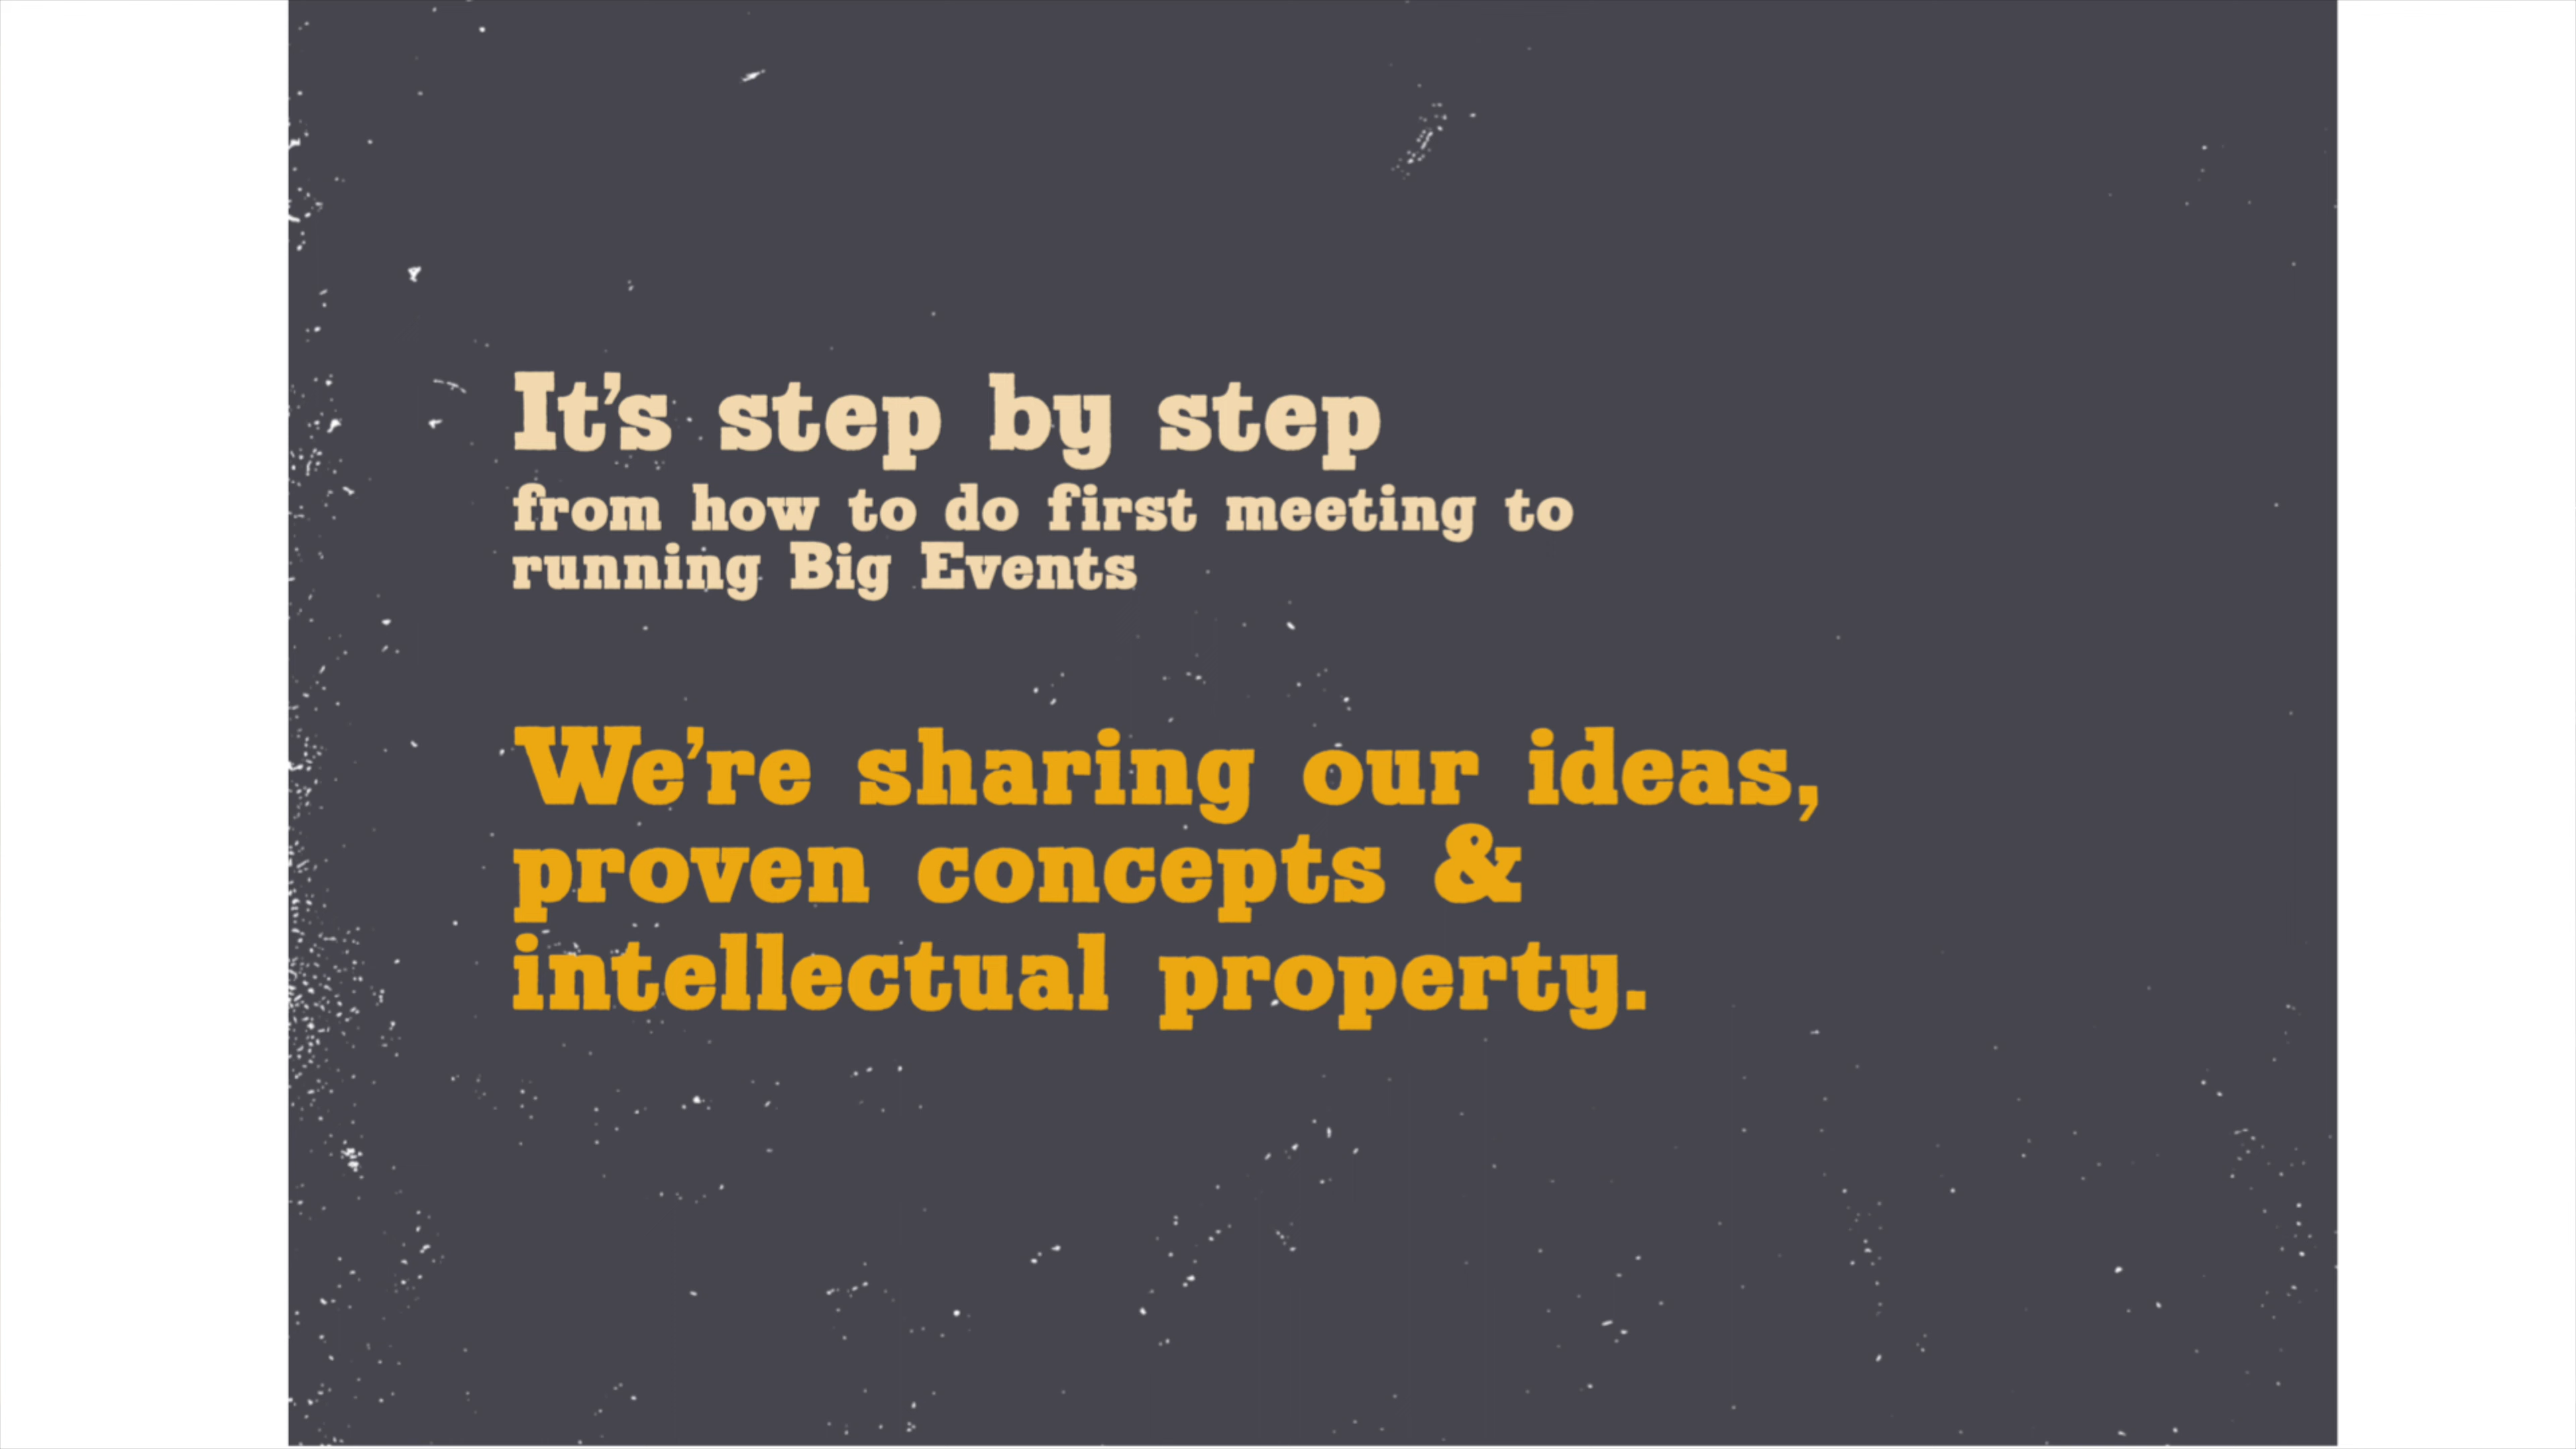 It’s step by step
from how to do first meeting to
running Big Events
We’re sharing our ideas,
proven concepts &
intellectual property.